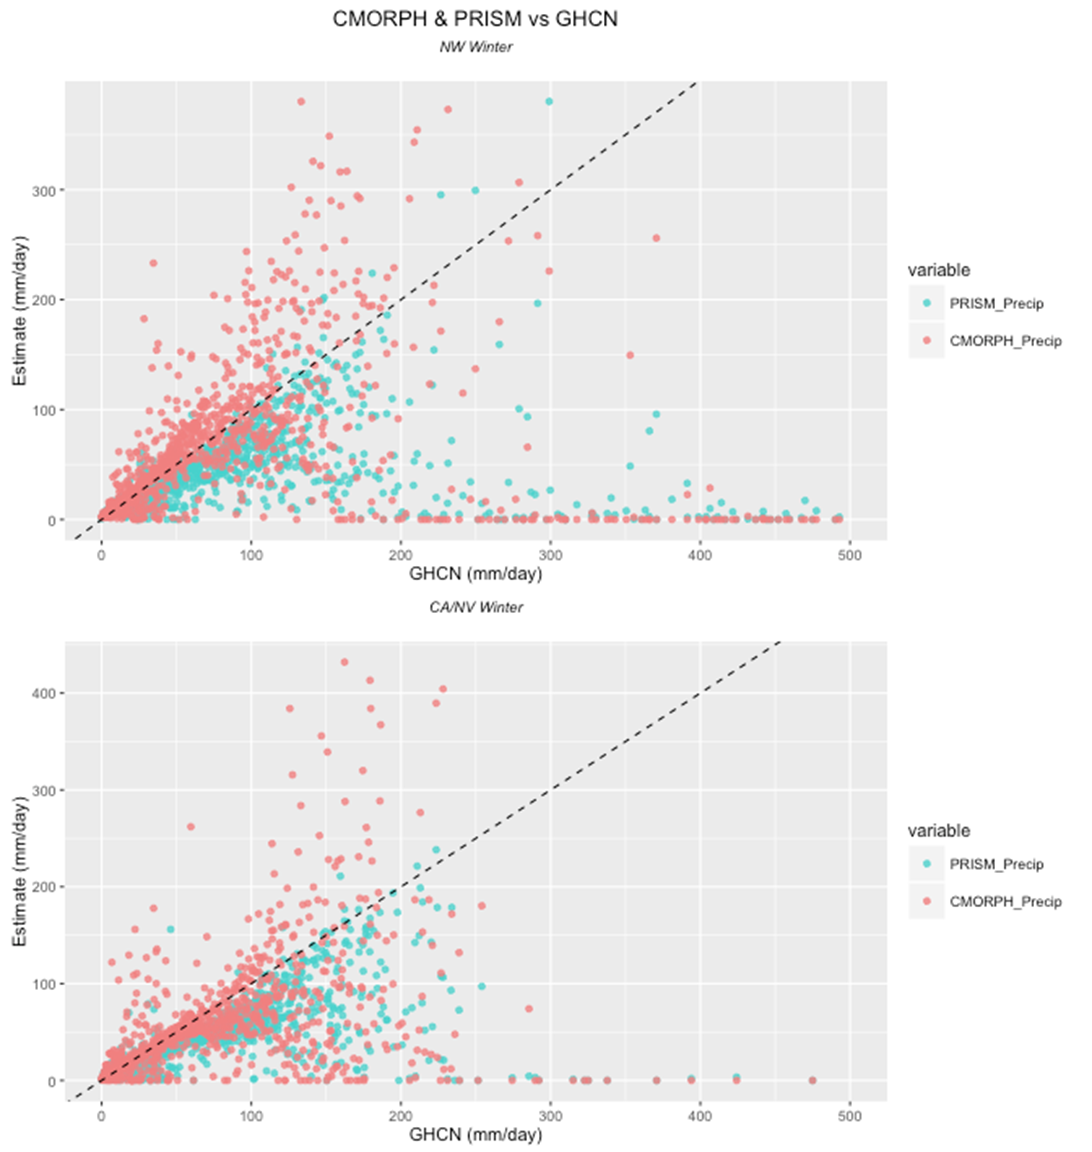 CMORPH & PRISM vs GHCN
NW Winter
300
200
100
0
Estimate (mm/day)
0 100 200 300 400 500
GHCN (mm/day)
variable
PRISM_Precip
CMORPH_Precip
CA/NV Winter
400
300
200
100
0
Estimate (mm/day)
0 100 200 300 400 500
GHCN (mm/day)
variable
PRISM_Precip
CMORPH_Precip